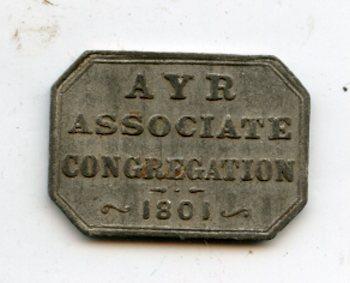 AYR
ASSOCIATE
CONGREGATION
1801